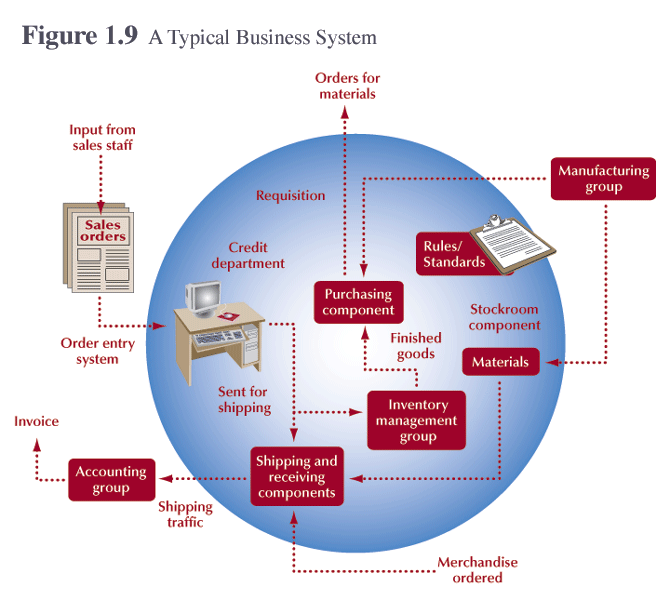 Figure 1.9 A Typical Business System
Orders for
materials
Input from
sales staff
Manufacturing
group
Requisition
Sales
orders
Rules/
Standards
Credit
department
Purchasing
component
Stockroom
component
Order entry
system
Finished
goods
Materials
Sent for
shipping
Inventory
management
group
Invoice
Accounting
group
Shipping and
receiving
components
Shipping
traffic
Merchandise
ordered